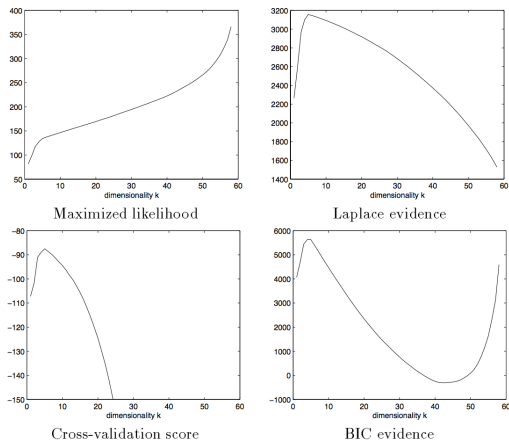 400
350
300
250
200
150
100
50
0 10 20 30 40 50 60
dimensionality k
Maximized likelihood
3200
3000
2800
2600
2400
2200
2000
1800
1600
1400
0 10 20 30 40 50 60
dimensionality k
Laplace evidence
−80
−90
−100
−110
−120
−130
−140
−150
0 10 20 30 40 50 60
dimensionality k
Cross-validation score
6000
5000
4000
3000
2000
1000
0
−1000
0 10 20 30 40 50 60
dimensionality k
BIC evidence